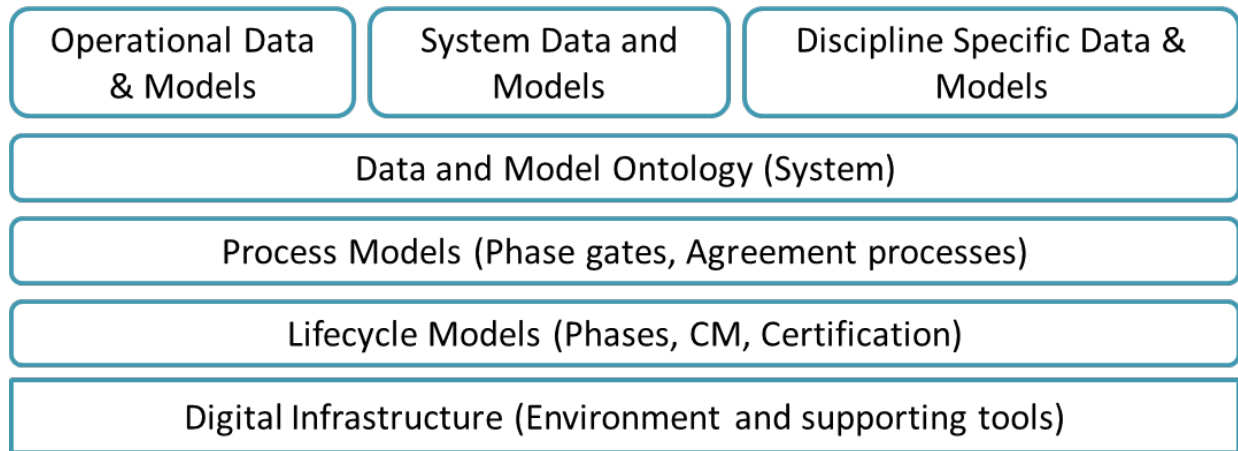 Operational Data
& Models
System Data and
Models
Discipline Specific Data &
Models
Data and Model Ontology (System)
Process Models (Phase gates, Agreement processes)
Lifecycle Models (Phases, CM, Certification)
Digital Infrastructure (Environment and supporting tools)